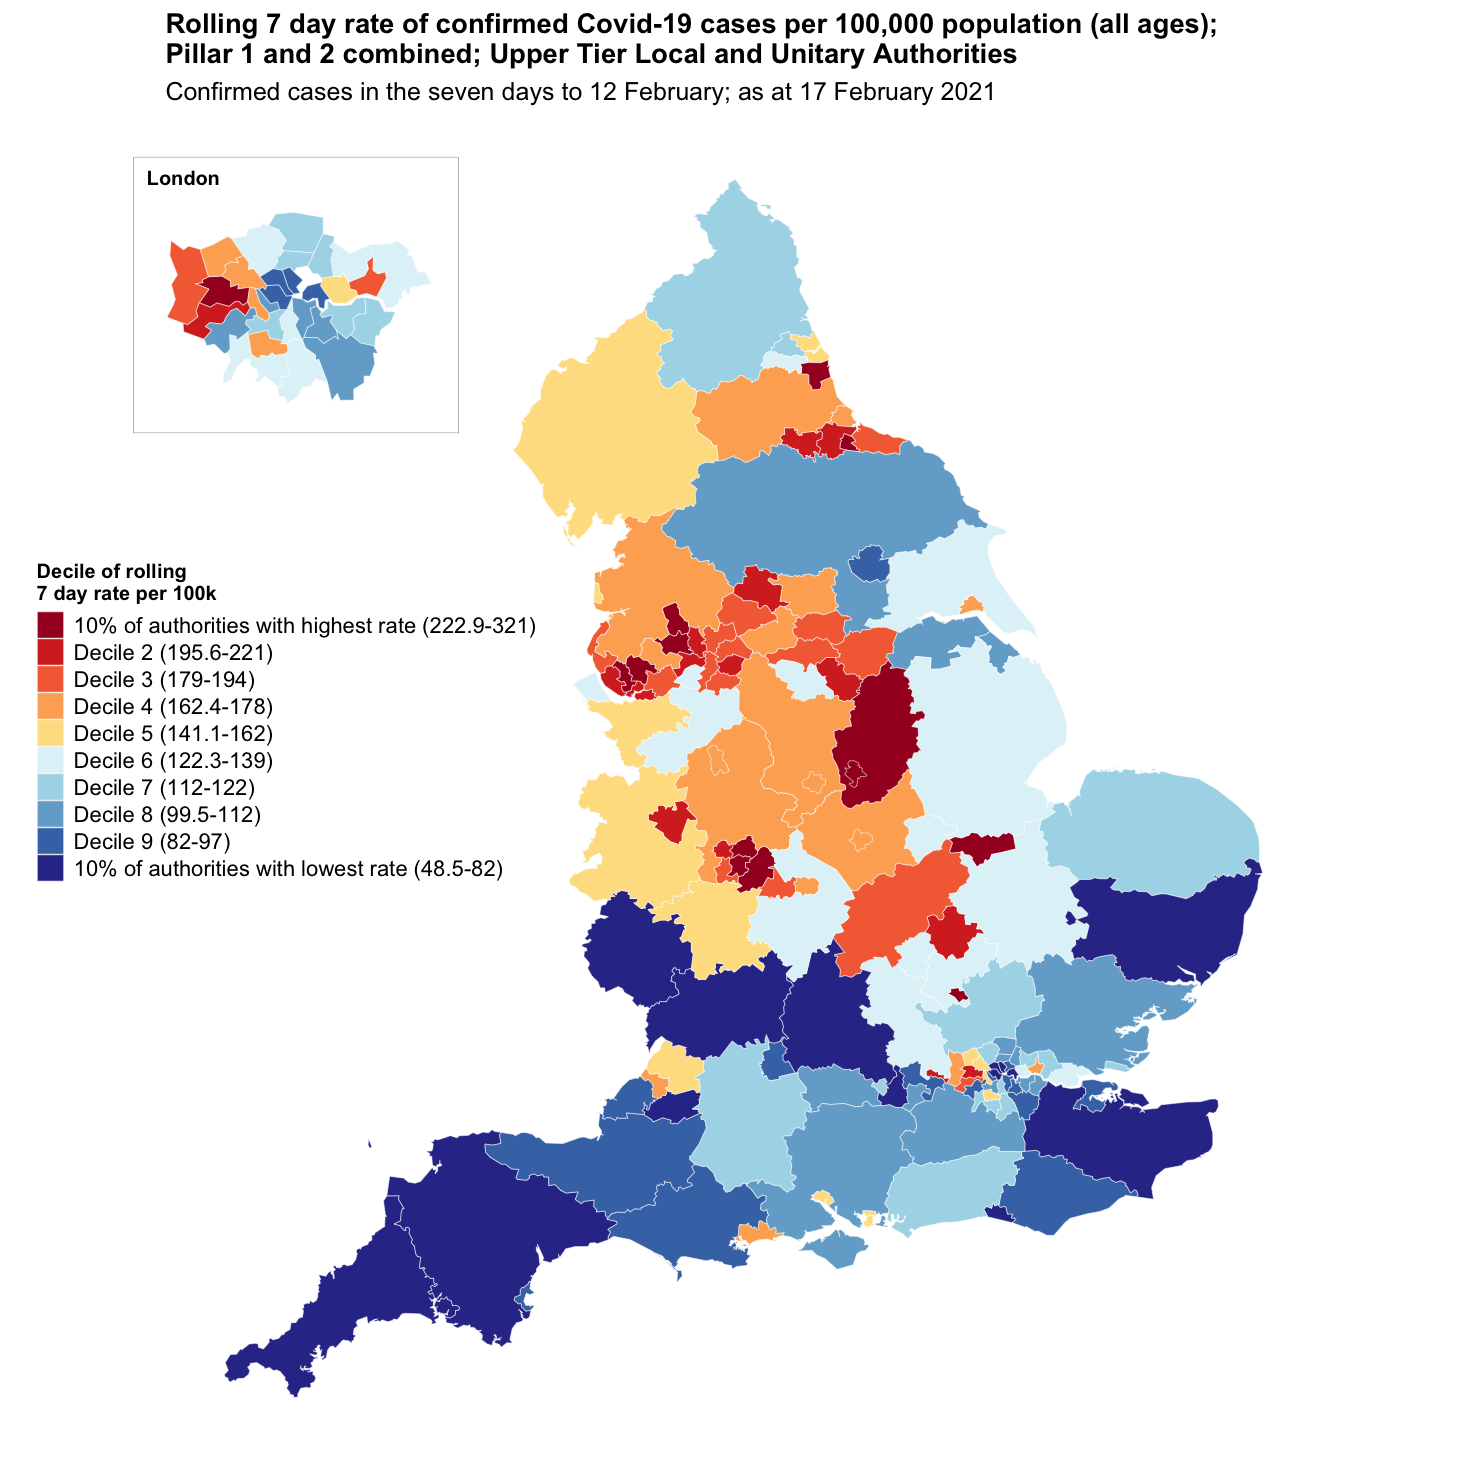 Rolling 7 day rate of confirmed Covid-19 cases per 100,000 population (all ages);
Pillar 1 and 2 combined; Upper Tier Local and Unitary Authorities
Confirmed cases in the seven days to 12 February; as at 17 February 2021
London
Decile of rolling
7 day rate per 100k
10% of authorities with highest rate (222.9-321)
Decile 2 (195.6-221)
Decile 3 (179-194)
Decile 4 (162.4-178)
Decile 5 (141.1-162)
Decile 6 (122.3-139)
Decile 7 (112-122)
Decile 8 (99.5-112)
Decile 9 (82-97)
10% of authorities with lowest rate (48.5-82)